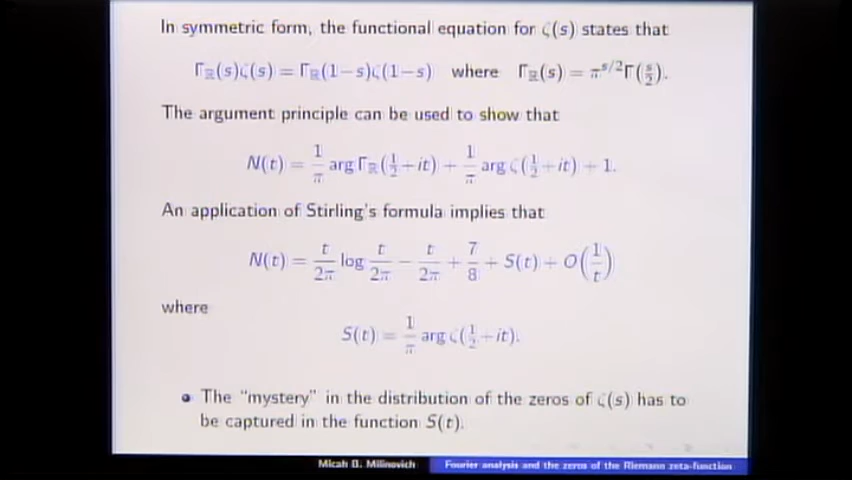 In symmetric form, the functional equation for ζ(s) states that
Γ_ℝ(s)ζ(s) = Γ_ℝ(1−s)ζ(1−s) where Γ_ℝ(s) = π^{s/2}Γ(s/2).
The argument principle can be used to show that
N(t) = 1/π arg Γ_ℝ(1/2+it) + 1/π arg ζ(1/2+it) + 1.
An application of Stirling's formula implies that
N(t) = t/2π log t/2π − t/2π + 7/8 + S(t) + O(1/t)
where
S(t) = 1/π arg ζ(1/2+it).
• The "mystery" in the distribution of the zeros of ζ(s) has to
be captured in the function S(t).
Micah B. Milinovich Fourier analysis and the zeros of the Riemann zeta-function